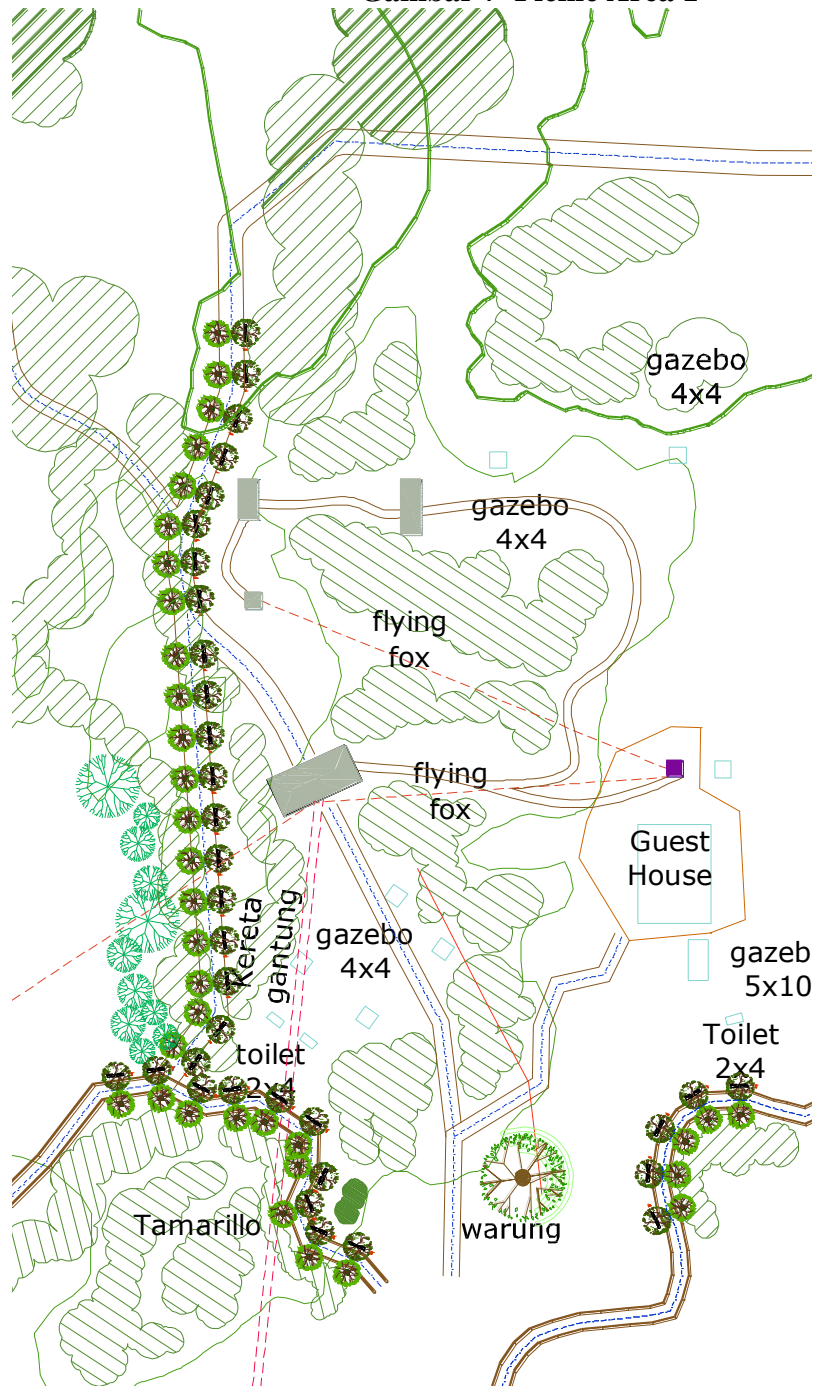 gazebo
4x4
gazebo
4x4
flying
fox
flying
fox
Guest
House
Kereta
gantung
gazebo
4x4
gazeb
5x10
Toilet
2x4
toilet
2x4
Tamarillo
warung